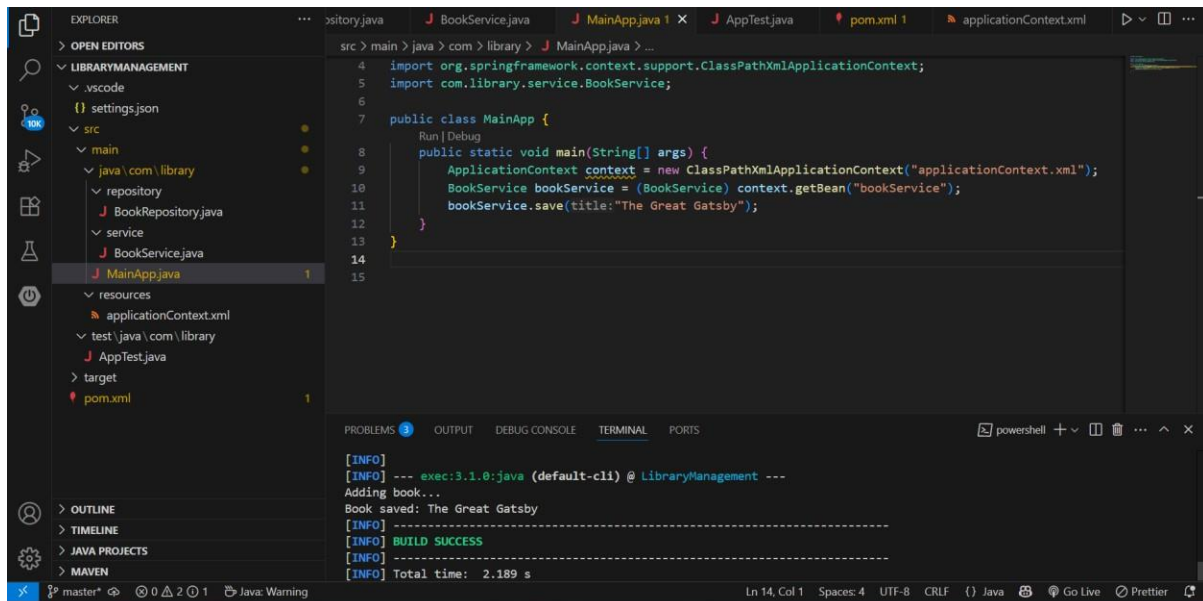 EXPLORER
sitory.java
BookService.java
MainApp.java 1
AppTest.java
pom.xml 1
applicationContext.xml
OPEN EDITORS
LIBRARYMANAGEMENT
.vscode
{} settings.json
src
main
java\com\library
repository
BookRepository.java
service
BookService.java
MainApp.java 1
resources
applicationContext.xml
test\java\com\library
AppTest.java
target
pom.xml 1
OUTLINE
TIMELINE
JAVA PROJECTS
MAVEN
10K
src > main > java > com > library > J MainApp.java > ...
4 import org.springframework.context.support.ClassPathXmlApplicationContext;
5 import com.library.service.BookService;
6
7 public class MainApp {
Run | Debug
8 public static void main(String[] args) {
9 ApplicationContext context = new ClassPathXmlApplicationContext("applicationContext.xml");
10 BookService bookService = (BookService) context.getBean("bookService");
11 bookService.save(title:"The Great Gatsby");
12 }
13 }
14
15
PROBLEMS 3 OUTPUT DEBUG CONSOLE TERMINAL PORTS
powershell
[INFO]
[INFO] --- exec:3.1.0:java (default-cli) @ LibraryManagement ---
Adding book...
Book saved: The Great Gatsby
[INFO] ------------------------------------------------------------------------
[INFO] BUILD SUCCESS
[INFO] ------------------------------------------------------------------------
[INFO] Total time:  2.189 s
master* 0 2 1 Java: Warning Ln 14, Col 1 Spaces: 4 UTF-8 CRLF {} Java Go Live Prettier